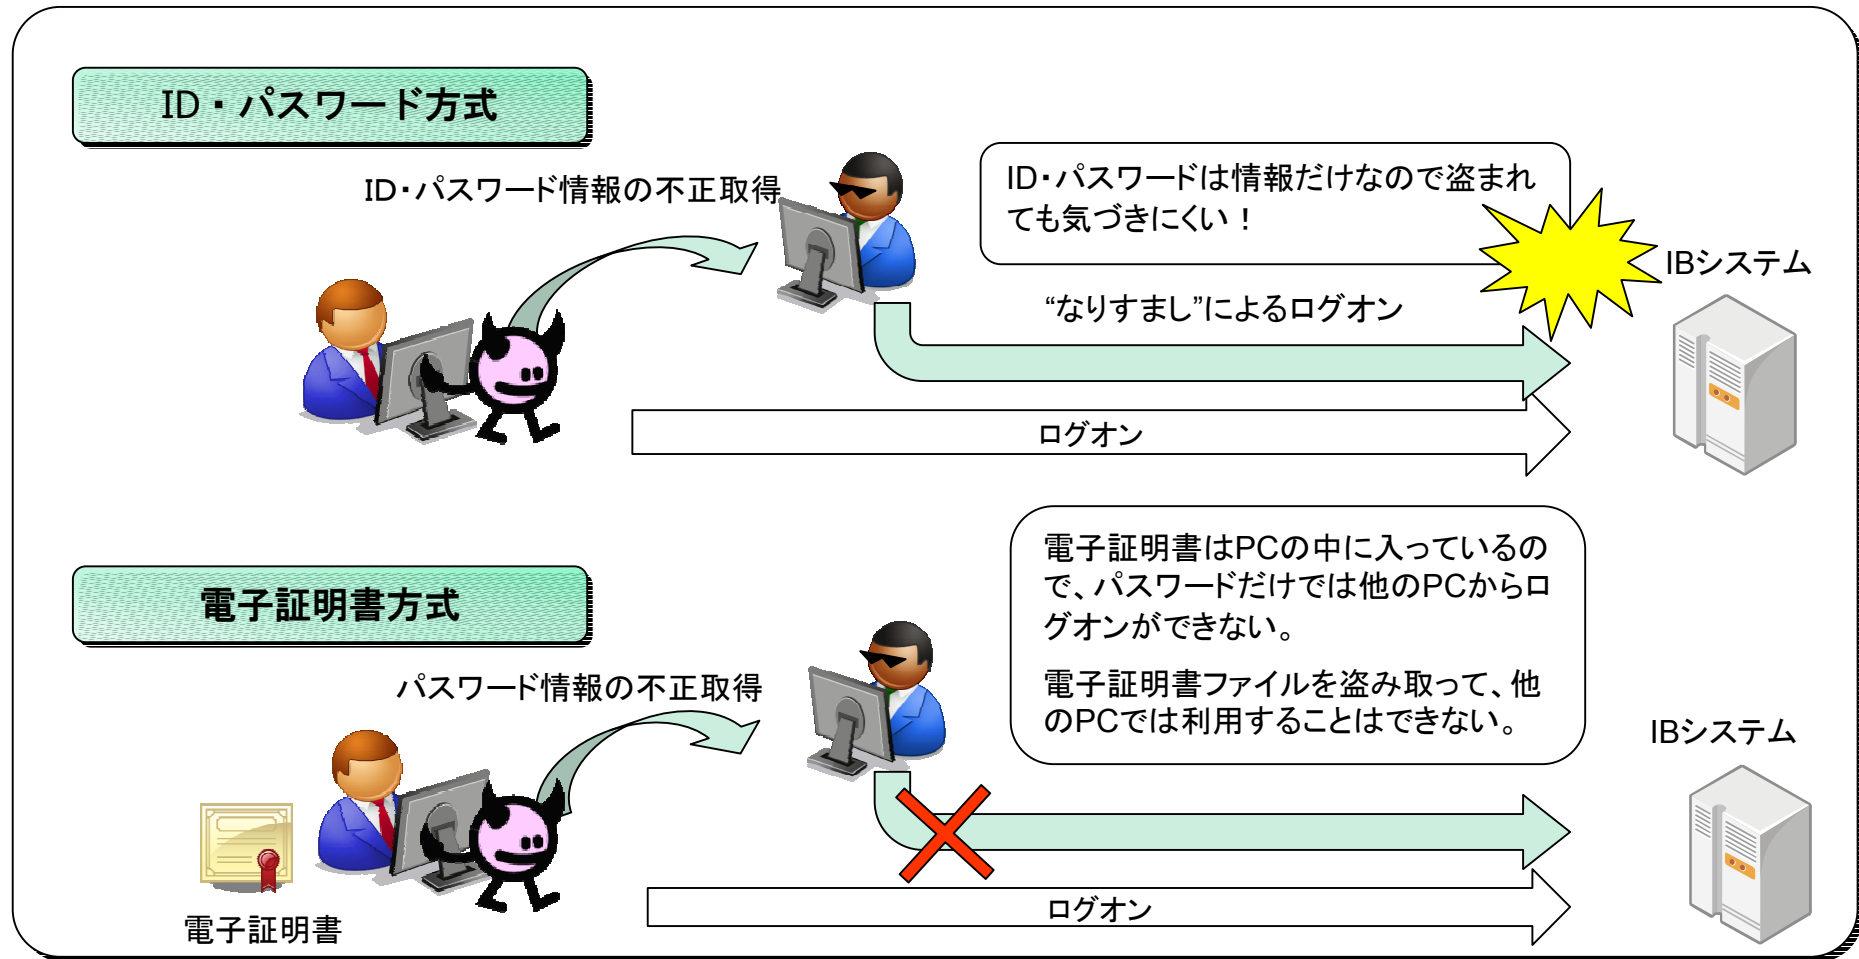 ID・パスワード方式
ID・パスワード情報の不正取得
ID・パスワードは情報だけなので盗まれ
ても気づきにくい！
IBシステム
“なりすまし”によるログオン
ログオン
電子証明書方式
電子証明書はPCの中に入っているの
で、パスワードだけでは他のPCからロ
グオンができない。
電子証明書ファイルを盗み取って、他
のPCでは利用することはできない。
パスワード情報の不正取得
IBシステム
ログオン
電子証明書